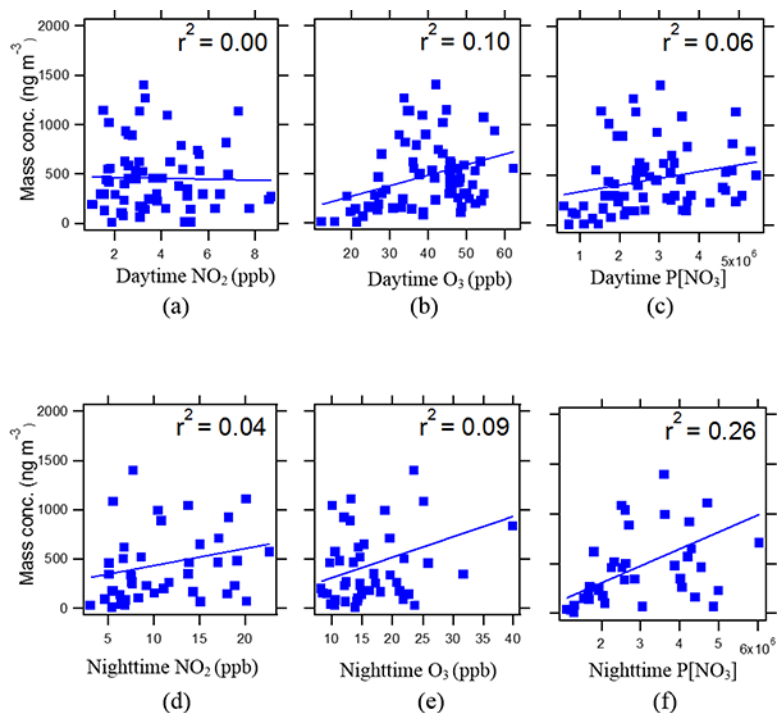 r² = 0.00
r² = 0.10
r² = 0.06
Mass conc. (ng m⁻³)
2000
1500
1000
500
0
2 4 6 8
20 30 40 50 60
1 2 3 4 5x10⁶
Daytime NO₂ (ppb)
Daytime O₃ (ppb)
Daytime P[NO₃]
(a)
(b)
(c)
r² = 0.04
r² = 0.09
r² = 0.26
Mass conc. (ng m⁻³)
2000
1500
1000
500
0
5 10 15 20
10 15 20 25 30 35 40
2 3 4 5 6x10⁶
Nighttime NO₂ (ppb)
Nighttime O₃ (ppb)
Nighttime P[NO₃]
(d)
(e)
(f)